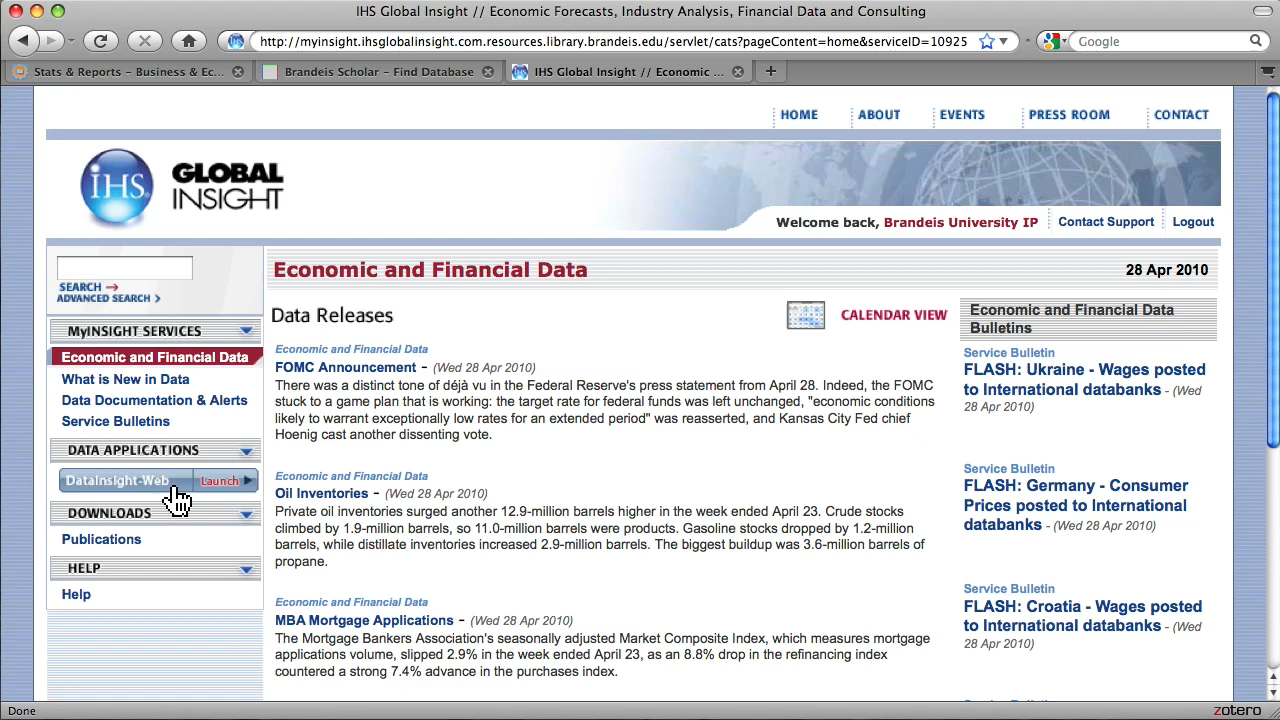 IHS Global Insight // Economic Forecasts, Industry Analysis, Financial Data and Consulting
http://myinsight.ihsglobalinsight.com.resources.library.brandeis.edu/servlet/cats?pageContent=home&serviceID=10925
Google
Stats & Reports – Business & Ec...
Brandeis Scholar – Find Database
IHS Global Insight // Economic ...
HOME
ABOUT
EVENTS
PRESS ROOM
CONTACT
IHS
GLOBAL
INSIGHT
Welcome back, Brandeis University IP
Contact Support
Logout
SEARCH
ADVANCED SEARCH
MyINSIGHT SERVICES
Economic and Financial Data
What is New in Data
Data Documentation & Alerts
Service Bulletins
DATA APPLICATIONS
DataInsight-Web
Launch
DOWNLOADS
Publications
HELP
Help
Economic and Financial Data
28 Apr 2010
Data Releases
CALENDAR VIEW
Economic and Financial Data
FOMC Announcement - (Wed 28 Apr 2010)
There was a distinct tone of déjà vu in the Federal Reserve's press statement from April 28. Indeed, the FOMC
stuck to a game plan that is working: the target rate for federal funds was left unchanged, "economic conditions
likely to warrant exceptionally low rates for an extended period" was reasserted, and Kansas City Fed chief
Hoenig cast another dissenting vote.
Economic and Financial Data
Oil Inventories - (Wed 28 Apr 2010)
Private oil inventories surged another 12.9-million barrels higher in the week ended April 23. Crude stocks
climbed by 1.9-million barrels, so 11.0-million barrels were products. Gasoline stocks dropped by 1.2-million
barrels, while distillate inventories increased 2.9-million barrels. The biggest buildup was 3.6-million barrels of
propane.
Economic and Financial Data
MBA Mortgage Applications - (Wed 28 Apr 2010)
The Mortgage Bankers Association's seasonally adjusted Market Composite Index, which measures mortgage
applications volume, slipped 2.9% in the week ended April 23, as an 8.8% drop in the refinancing index
countered a strong 7.4% advance in the purchases index.
Economic and Financial Data
Bulletins
Service Bulletin
FLASH: Ukraine - Wages posted
to International databanks - (Wed
28 Apr 2010)
Service Bulletin
FLASH: Germany - Consumer
Prices posted to International
databanks - (Wed 28 Apr 2010)
Service Bulletin
FLASH: Croatia - Wages posted
to International databanks - (Wed
28 Apr 2010)
Done
zotero